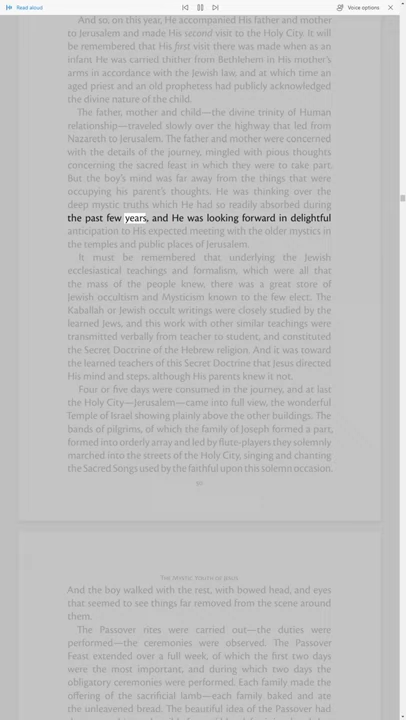 Read aloud
Voice options
And so, on this year, He accompanied His father and mother
to Jerusalem and made His second visit to the Holy City. It will
be remembered that His first visit there was made when as an
infant He was carried thither from Bethlehem in His mother's
arms in accordance with the Jewish law, and at which time an
aged priest and an old prophetess had publicly acknowledged
the divine nature of the child.
The father, mother and child—the divine trinity of Human
relationship—traveled slowly over the highway that led from
Nazareth to Jerusalem. The father and mother were concerned
with the details of the journey, mingled with pious thoughts
concerning the sacred feast in which they were to take part.
But the boy's mind was far away from the things that were
occupying his parent's thoughts. He was thinking over the
deep mystic truths which He had so readily absorbed during
the past few years, and He was looking forward in delightful
anticipation to His expected meeting with the older mystics in
the temples and public places of Jerusalem.
It must be remembered that underlying the Jewish
ecclesiastical teachings and formalism, which were all that
the mass of the people knew, there was a great store of
Jewish occultism and Mysticism known to the few elect. The
Kaballah or Jewish occult writings were closely studied by the
learned Jews, and this work with other similar teachings were
transmitted verbally from teacher to student, and constituted
the Secret Doctrine of the Hebrew religion. And it was toward
the learned teachers of this Secret Doctrine that Jesus directed
His mind and steps, although His parents knew it not.
Four or five days were consumed in the journey, and at last
the Holy City—Jerusalem—came into full view, the wonderful
Temple of Israel showing plainly above the other buildings. The
bands of pilgrims, of which the family of Joseph formed a part,
formed into orderly array and led by flute-players they solemnly
marched into the streets of the Holy City, singing and chanting
the Sacred Songs used by the faithful upon this solemn occasion.
The Mystic Youth of Jesus
And the boy walked with the rest, with bowed head, and eyes
that seemed to see things far removed from the scene around
them.
The Passover rites were carried out—the duties were
performed—the ceremonies were observed. The Passover
Feast extended over a full week, of which the first two days
were the most important, and during which two days the
obligatory ceremonies were performed. Each family made the
offering of the sacrificial lamb—each family baked and ate
the unleavened bread. The beautiful idea of the Passover had